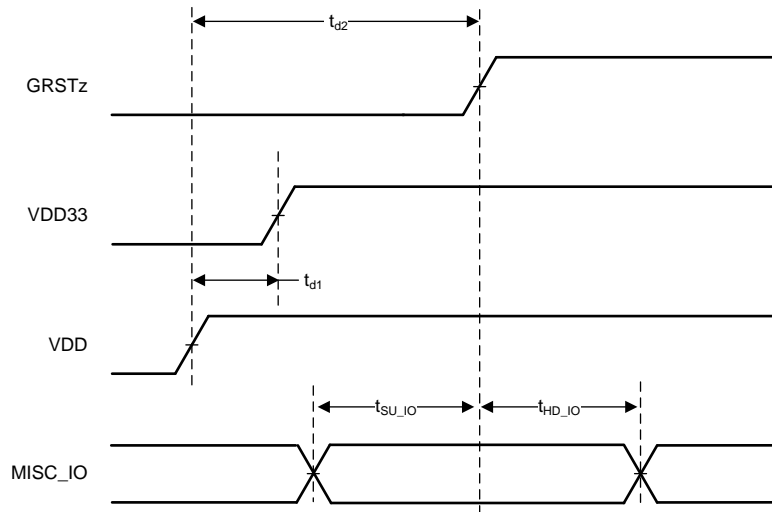 t_d2
GRSTz
VDD33
t_d1
VDD
t_SU_IO
t_HD_IO
MISC_IO